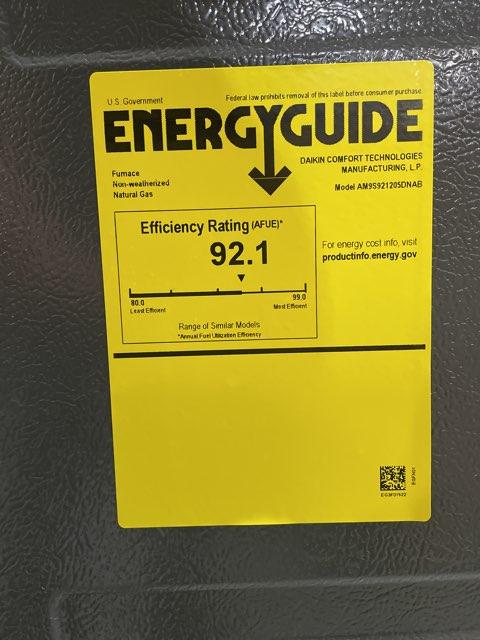 U.S. Government
Federal law prohibits removal of this label before consumer purchase.
ENERGYGUIDE
Furnace
Non-weatherized
Natural Gas
DAIKIN COMFORT TECHNOLOGIES
MANUFACTURING, L.P.
Model AM9S921205DNAB
Efficiency Rating (AFUE)*
92.1
80.0
99.0
Least Efficient
Most Efficient
Range of Similar Models
*Annual Fuel Utilization Efficiency
For energy cost info, visit
productinfo.energy.gov